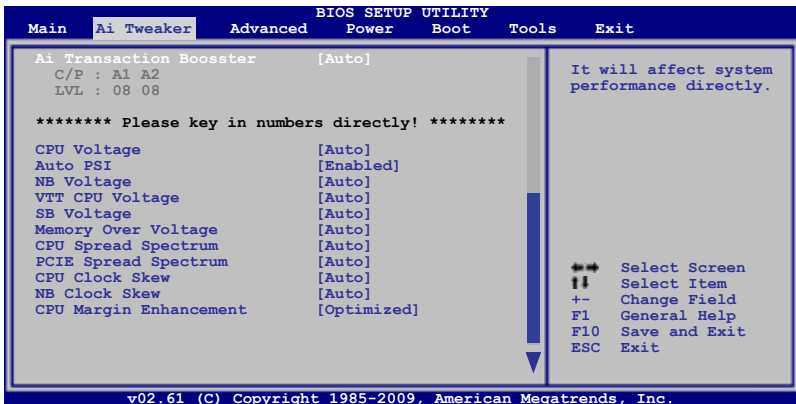 BIOS SETUP UTILITY
Main Ai Tweaker Advanced Power Boot Tools Exit
Ai Transaction Boosster [Auto]
C/P : A1 A2
LVL : 08 08
******** Please key in numbers directly! ********
CPU Voltage [Auto]
Auto PSI [Enabled]
NB Voltage [Auto]
VTT CPU Voltage [Auto]
SB Voltage [Auto]
Memory Over Voltage [Auto]
CPU Spread Spectrum [Auto]
PCIE Spread Spectrum [Auto]
CPU Clock Skew [Auto]
NB Clock Skew [Auto]
CPU Margin Enhancement [Optimized]
It will affect system
performance directly.
←→ Select Screen
↑↓ Select Item
+- Change Field
F1 General Help
F10 Save and Exit
ESC Exit
v02.61 (C) Copyright 1985-2009, American Megatrends, Inc.